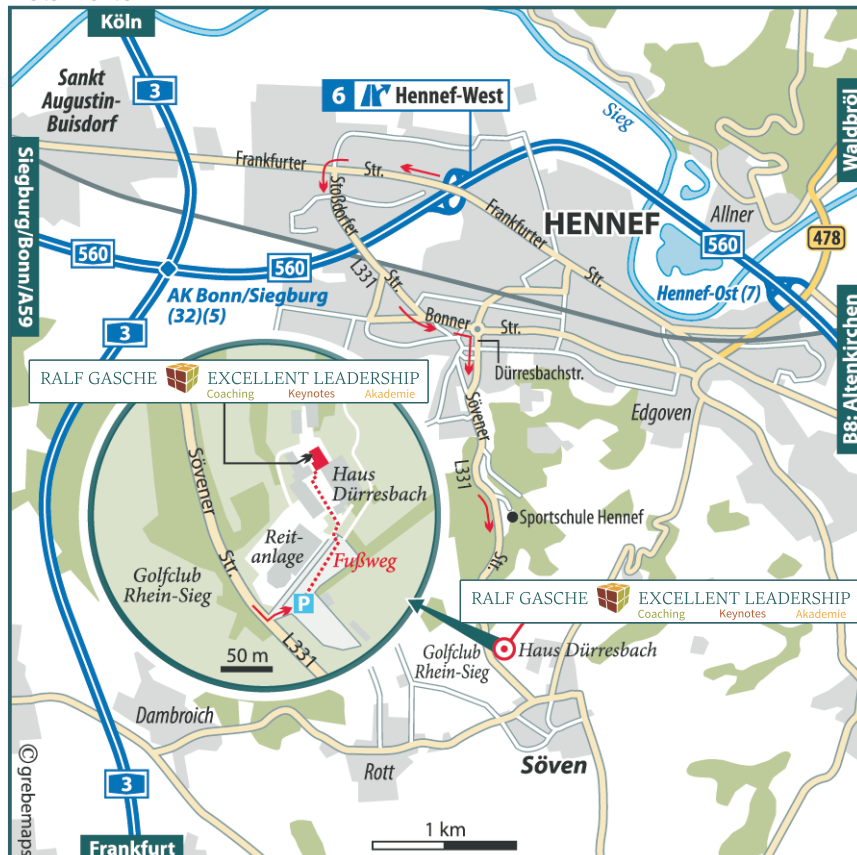 Köln
3
Sankt
Augustin-
Buisdorf
6 Hennef-West
Sieg
Waldbröl
Siegburg/Bonn/A59
Frankfurter Str.
Stoßdorfer Str.
L331
HENNEF
Frankfurter Str.
Allner
478
560
560
560
AK Bonn/Siegburg
(32)(5)
Hennef-Ost (7)
3
Bonner Str.
Dürresbachstr.
B8: Altenkirchen
RALF GASCHE EXCELLENT LEADERSHIP
Coaching Keynotes Akademie
Edgoven
Sövener Str.
L331
Sportschule Hennef
Sövener Str.
L331
Haus
Dürresbach
Reit-
anlage
Fußweg
P
Golfclub
Rhein-Sieg
50 m
RALF GASCHE EXCELLENT LEADERSHIP
Coaching Keynotes Akademie
Golfclub
Rhein-Sieg
Haus Dürresbach
Dambroich
Rott
Söven
3
© grebemaps
1 km
Frankfurt